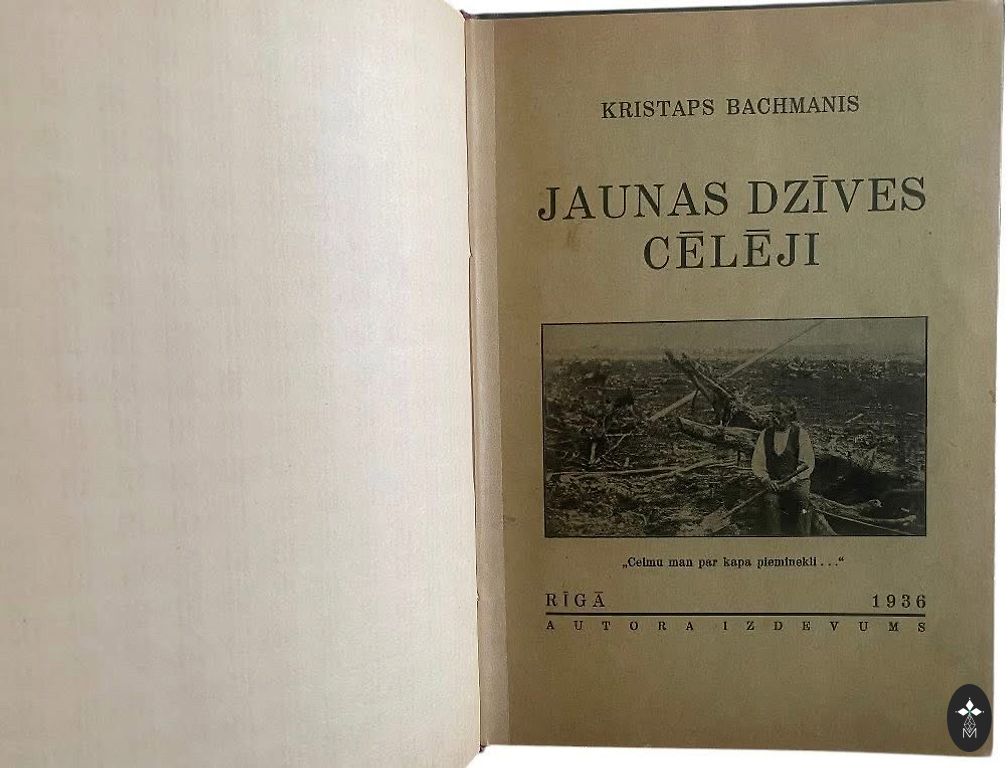 KRISTAPS BACHMANIS
JAUNAS DZĪVES
CĒLĒJI
„Celmu man par kapa pieminekli . . .“
RĪGĀ 1936
AUTORA IZDEVUMS
M